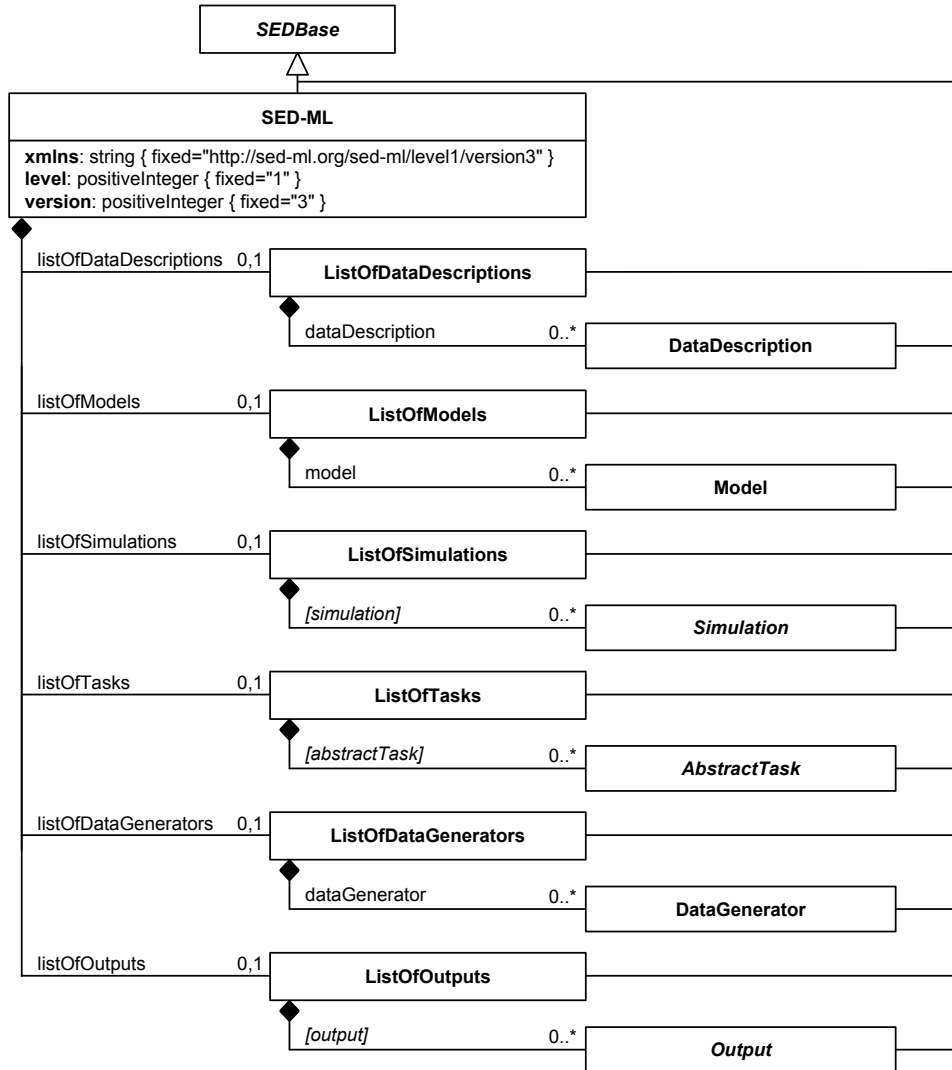 SEDBase
SED-ML
xmlns: string { fixed="http://sed-ml.org/sed-ml/level1/version3" }
level: positiveInteger { fixed="1" }
version: positiveInteger { fixed="3" }
listOfDataDescriptions 0,1 ListOfDataDescriptions
dataDescription 0..* DataDescription
listOfModels 0,1 ListOfModels
model 0..* Model
listOfSimulations 0,1 ListOfSimulations
[simulation] 0..* Simulation
listOfTasks 0,1 ListOfTasks
[abstractTask] 0..* AbstractTask
listOfDataGenerators 0,1 ListOfDataGenerators
dataGenerator 0..* DataGenerator
listOfOutputs 0,1 ListOfOutputs
[output] 0..* Output